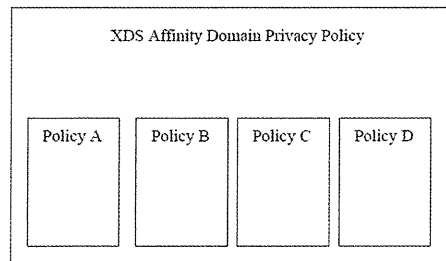 XDS Affinity Domain Privacy Policy
Policy A
Policy B
Policy C
Policy D